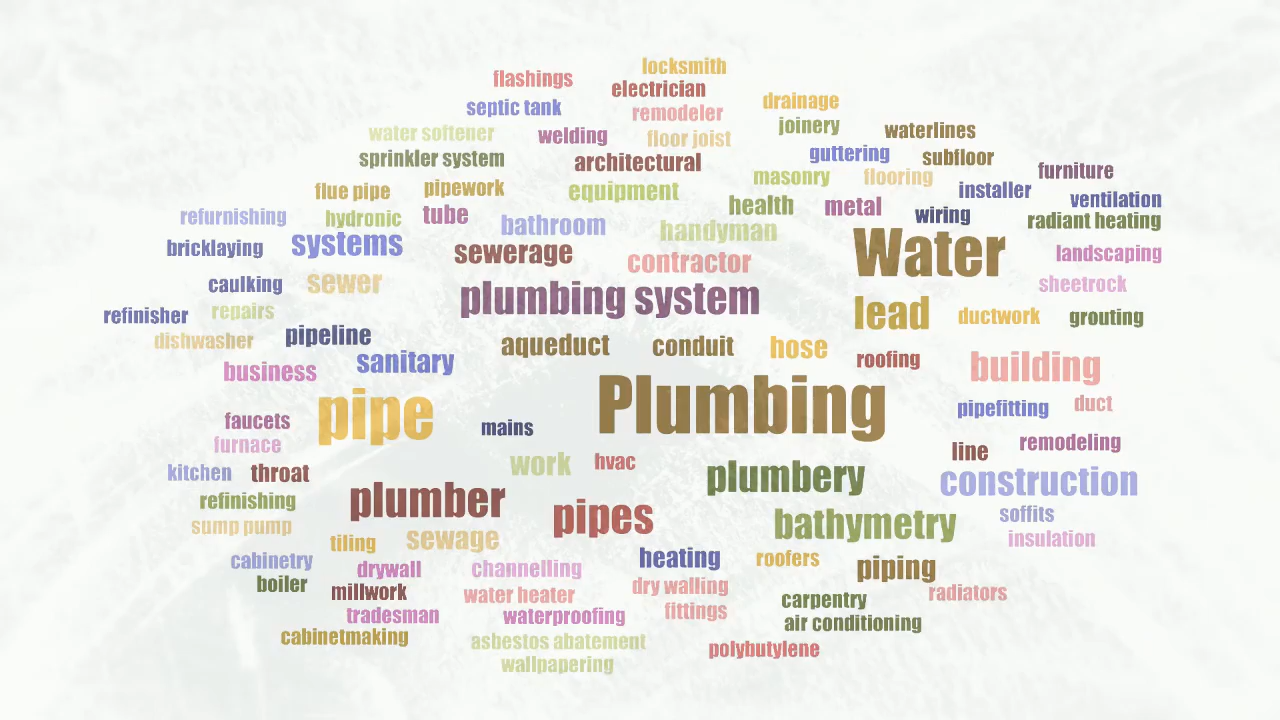 locksmith
flashings
electrician
septic tank
drainage
remodeler
water softener
welding
floor joist
joinery
waterlines
sprinkler system
architectural
guttering
subfloor
furniture
flue pipe
pipework
equipment
masonry
flooring
installer
ventilation
refurnishing
hydronic
tube
bathroom
health
metal
wiring
radiant heating
handyman
bricklaying
systems
sewerage
contractor
Water
landscaping
caulking
sewer
plumbing system
sheetrock
refinisher
repairs
lead
ductwork
grouting
dishwasher
pipeline
aqueduct
conduit
hose
sanitary
roofing
building
business
pipe
Plumbing
pipefitting
duct
faucets
mains
furnace
line
remodeling
kitchen
throat
work
hvac
plumbery
construction
refinishing
plumber
pipes
bathymetry
soffits
sump pump
tiling
sewage
insulation
cabinetry
drywall
channelling
heating
roofers
piping
boiler
millwork
water heater
dry walling
radiators
tradesman
waterproofing
fittings
carpentry
air conditioning
cabinetmaking
asbestos abatement
polybutylene
wallpapering